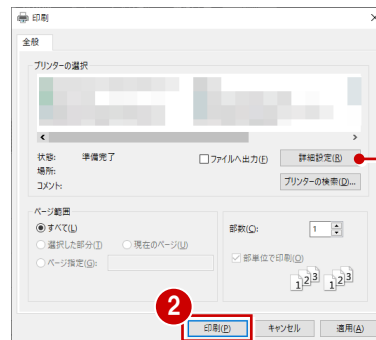 印刷
全般
プリンターの選択
状態: 準備完了
場所:
コメント:
ファイルへ出力(F)
詳細設定(R)
プリンターの検索(D)...
ページ範囲
すべて(L)
選択した部分(T) 現在のページ(U)
ページ指定(G):
部数(C): 1
部単位で印刷(O)
1 1 2 2 3 3
2
印刷(P) キャンセル 適用(A)